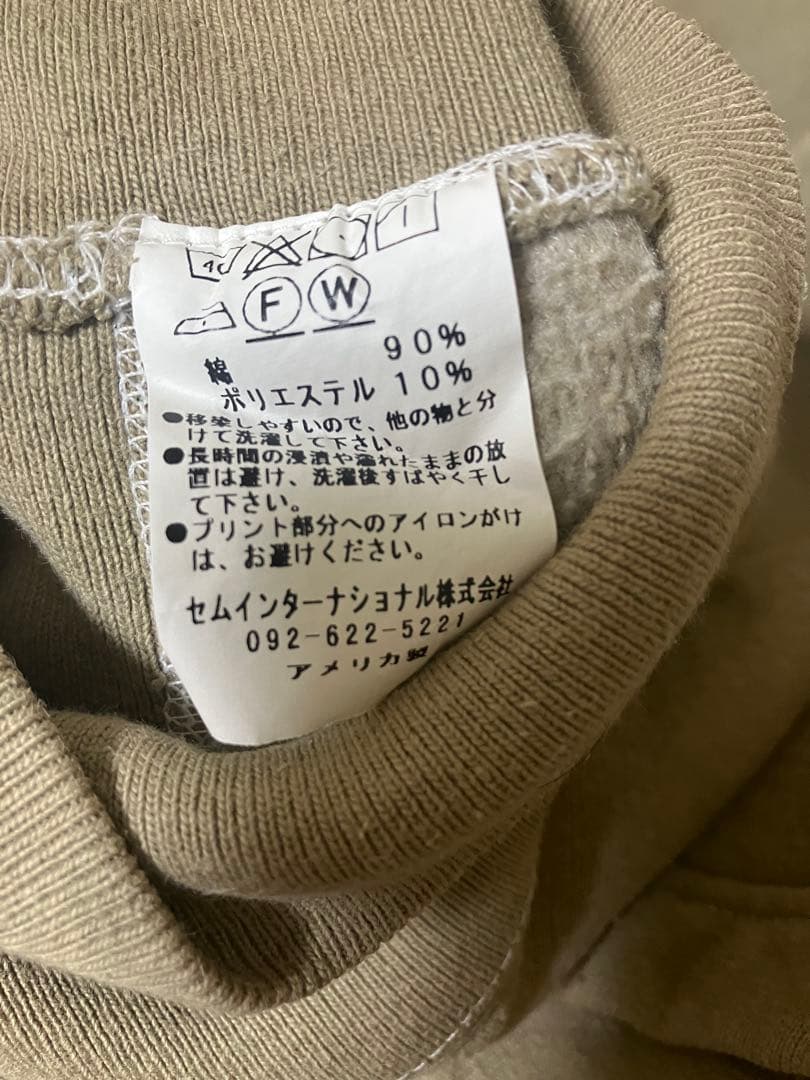 40
F W
綿 90%
ポリエステル 10%
●移染しやすいので、他の物と分
けて洗濯して下さい。
●長時間の浸漬や濡れたままの放
置は避け、洗濯後すばやく干し
て下さい。
●プリント部分へのアイロンがけ
は、お避けください。
セムインターナショナル株式会社
092-622-5221
アメリカ製